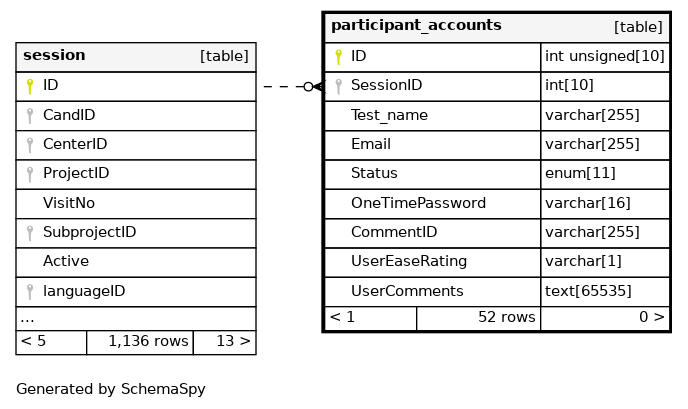 session [table]
ID
CandID
CenterID
ProjectID
VisitNo
SubprojectID
Active
languageID
...
< 5 1,136 rows 13 >
participant_accounts [table]
ID int unsigned[10]
SessionID int[10]
Test_name varchar[255]
Email varchar[255]
Status enum[11]
OneTimePassword varchar[16]
CommentID varchar[255]
UserEaseRating varchar[1]
UserComments text[65535]
< 1 52 rows 0 >
Generated by SchemaSpy